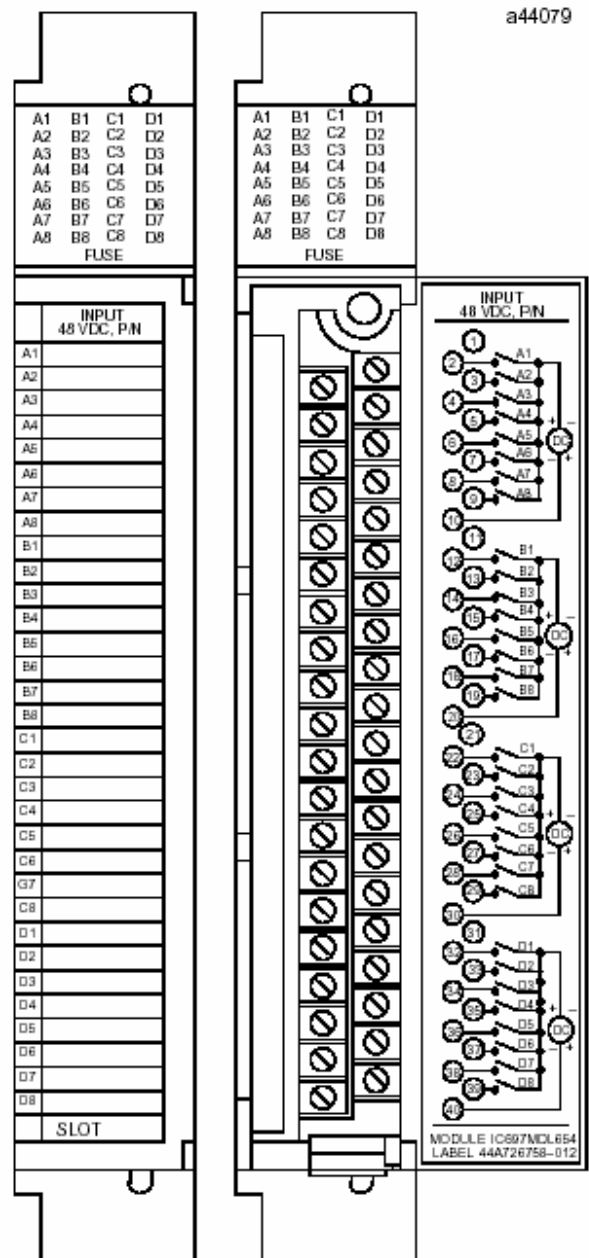 a44079
A1 B1 C1 D1
A2 B2 C2 D2
A3 B3 C3 D3
A4 B4 C4 D4
A5 B5 C5 D5
A6 B6 C6 D6
A7 B7 C7 D7
A8 B8 C8 D8
FUSE
INPUT
48 VDC, P/N
A1
A2
A3
A4
A5
A6
A7
A8
B1
B2
B3
B4
B5
B6
B7
B8
C1
C2
C3
C4
C5
C6
G7
C8
D1
D2
D3
D4
D5
D6
D7
D8
SLOT
A1 B1 C1 D1
A2 B2 C2 D2
A3 B3 C3 D3
A4 B4 C4 D4
A5 B5 C5 D5
A6 B6 C6 D6
A7 B7 C7 D7
A8 B8 C8 D8
FUSE
INPUT
48 VDC, P/N
1
2 A1
3 A2
4 A3
5 A4
6 A5
7 A6
8 A7
9 A8
+ −
DC
− +
10
11
12 B1
13 B2
14 B3
15 B4
16 B5
17 B6
18 B7
19 B8
+ −
DC
− +
20
21
22 C1
23 C2
24 C3
25 C4
26 C5
27 C6
28 C7
29 C8
+ −
DC
− +
30
31
32 D1
33 D2
34 D3
35 D4
36 D5
37 D6
38 D7
39 D8
+ −
DC
− +
40
MODULE IC697MDL654
LABEL 44A726758–012